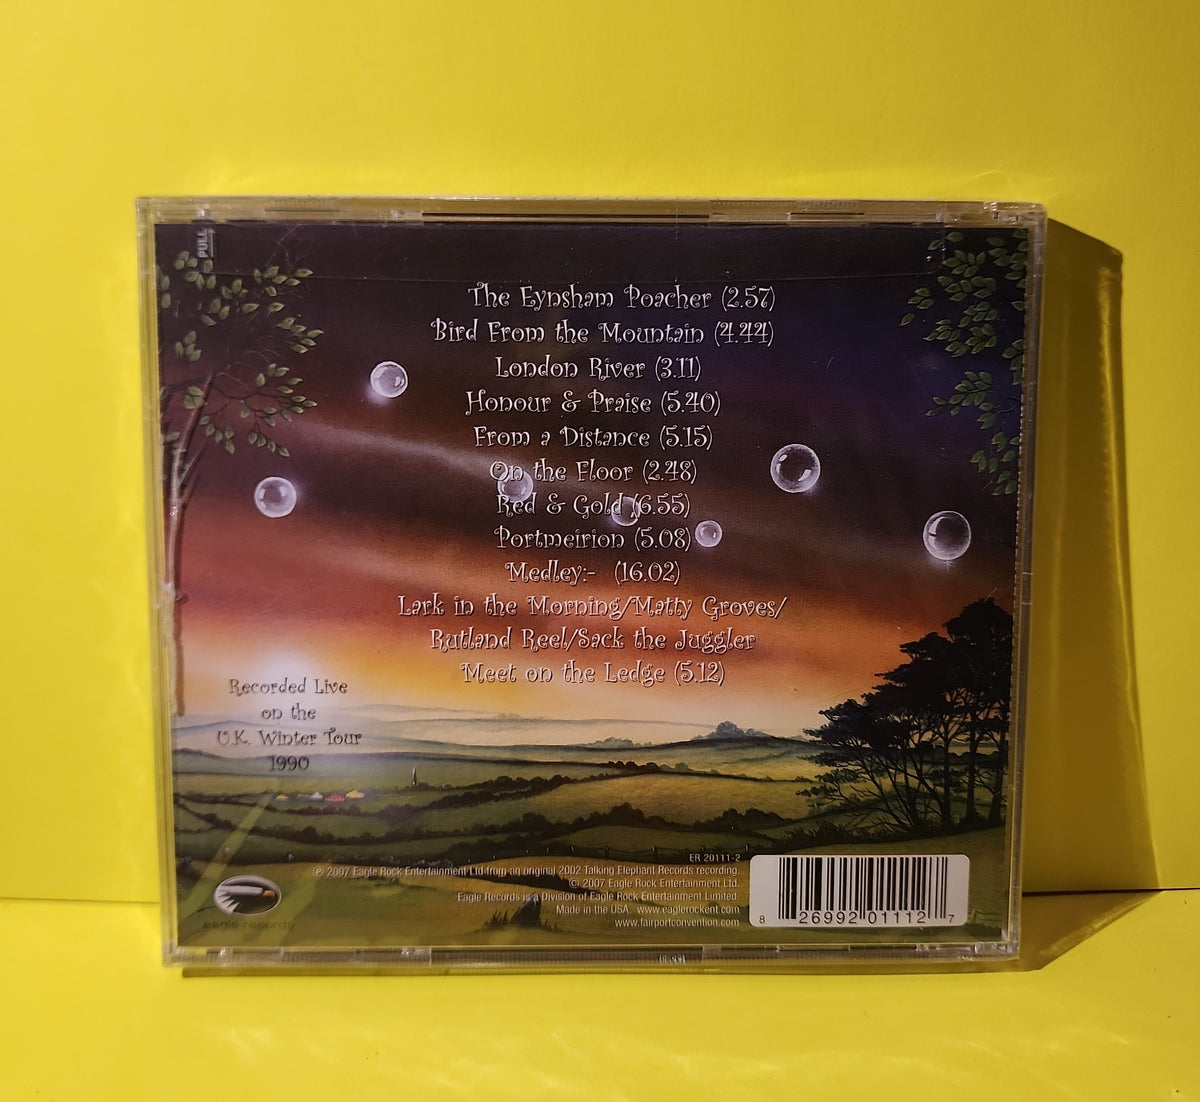 PULL
The Eynsham Poacher (2.57)
Bird From the Mountain (4.44)
London River (3.11)
Honour & Praise (5.40)
From a Distance (5.15)
On the Floor (2.48)
Red & Gold (6.55)
Portmeirion (5.08)
Medley:- (16.02)
Lark in the Morning/Matty Groves/
Rutland Reel/Sack the Juggler
Meet on the Ledge (5.12)
Recorded Live
on the
U.K. Winter Tour
1990
ER 20111-2
℗ 2007 Eagle Rock Entertainment Ltd from an original 2002 Talking Elephant Records recording.
© 2007 Eagle Rock Entertainment Ltd.
Eagle Records is a Division of Eagle Rock Entertainment Limited.
Made in the USA. www.eaglerockent.com
www.fairportconvention.com
eagle records
8 26992 01112 7